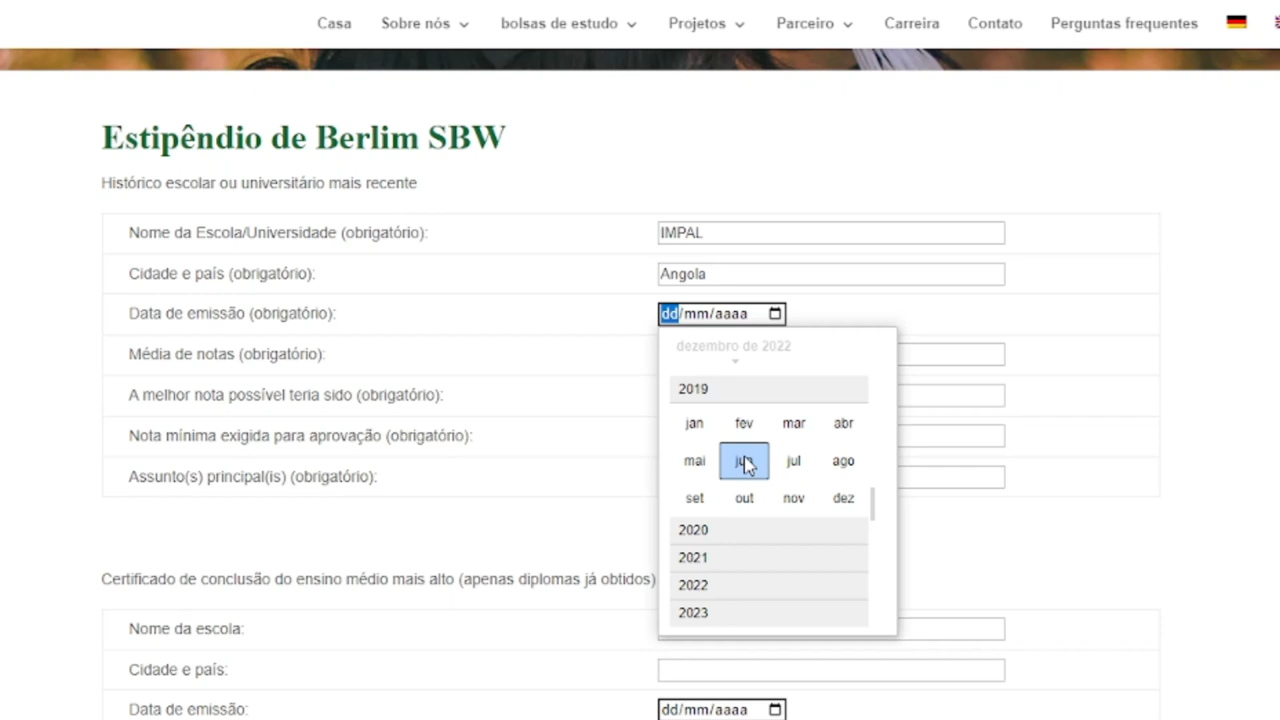 Casa Sobre nós bolsas de estudo Projetos Parceiro Carreira Contato Perguntas frequentes
Estipêndio de Berlim SBW
Histórico escolar ou universitário mais recente
Nome da Escola/Universidade (obrigatório): IMPAL
Cidade e país (obrigatório): Angola
Data de emissão (obrigatório): dd/mm/aaaa
dezembro de 2022
Média de notas (obrigatório):
2019
A melhor nota possível teria sido (obrigatório):
jan fev mar abr
Nota mínima exigida para aprovação (obrigatório):
mai jun jul ago
Assunto(s) principal(is) (obrigatório):
set out nov dez
2020
2021
Certificado de conclusão do ensino médio mais alto (apenas diplomas já obtidos)
2022
2023
Nome da escola:
Cidade e país:
Data de emissão: dd/mm/aaaa